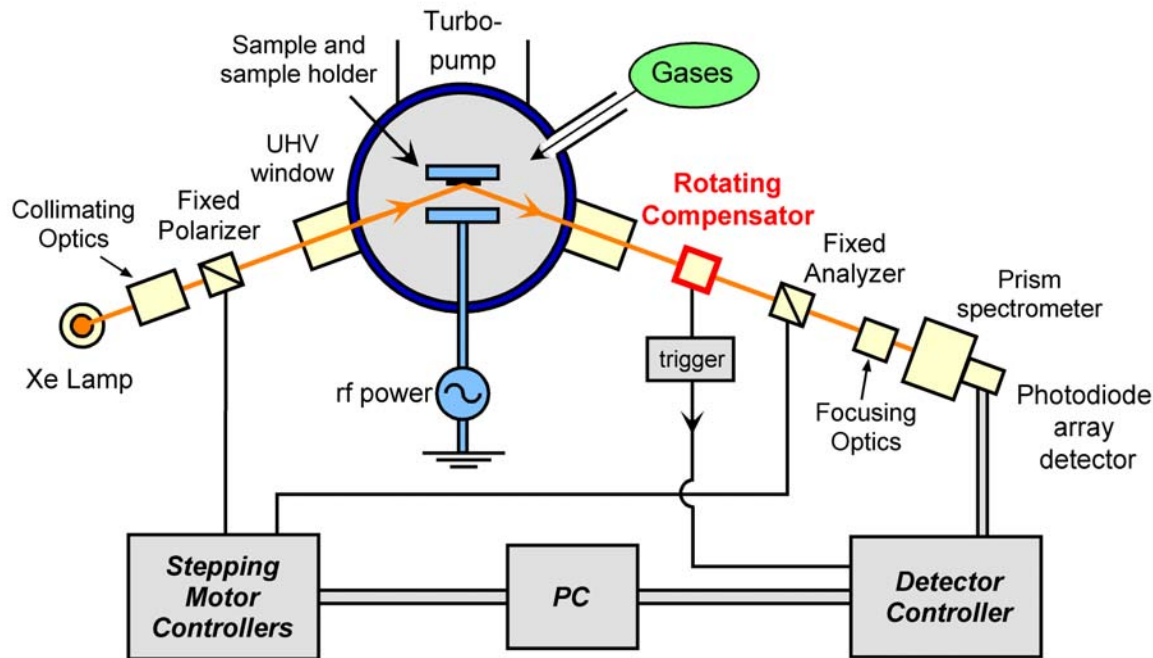 Turbo-
pump
Sample and
sample holder
Gases
UHV
window
Rotating
Compensator
Fixed
Polarizer
Collimating
Optics
Fixed
Analyzer
Prism
spectrometer
Xe Lamp
trigger
rf power
Focusing
Optics
Photodiode
array
detector
Stepping
Motor
Controllers
PC
Detector
Controller